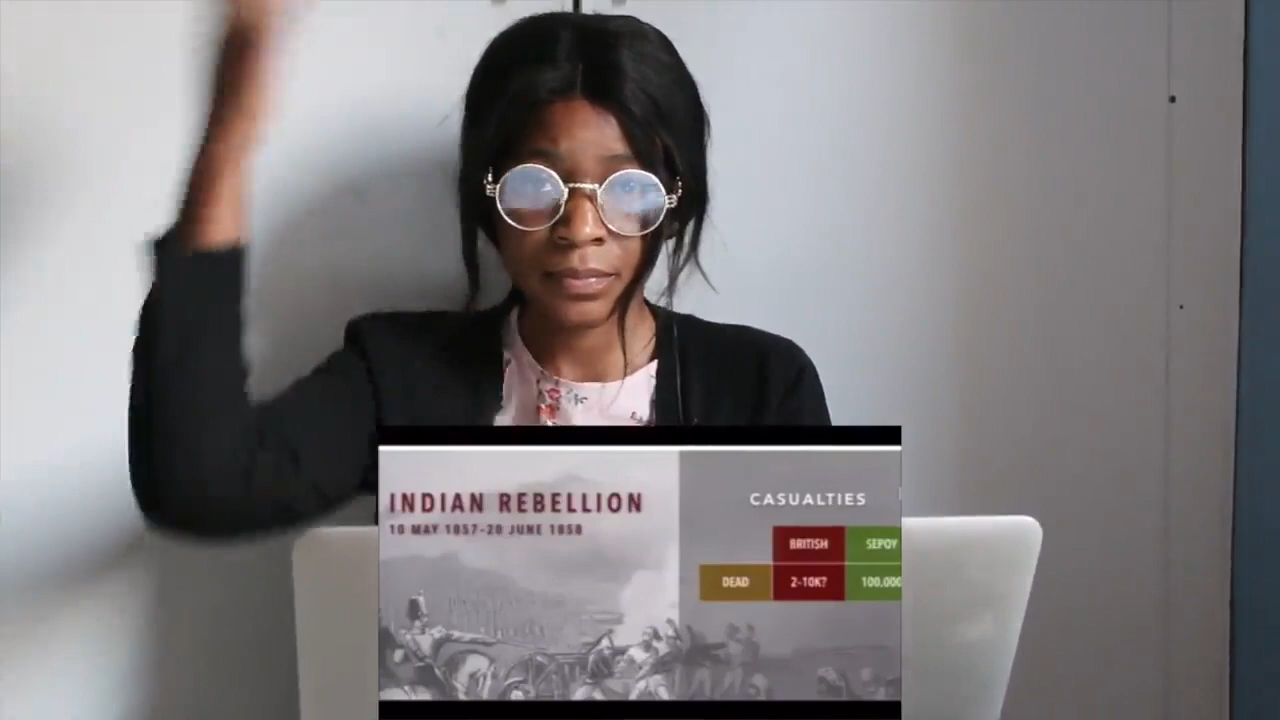 INDIAN REBELLION
10 MAY 1857-20 JUNE 1858
CASUALTIES
BRITISH SEPOY
DEAD 2-10K? 100,000